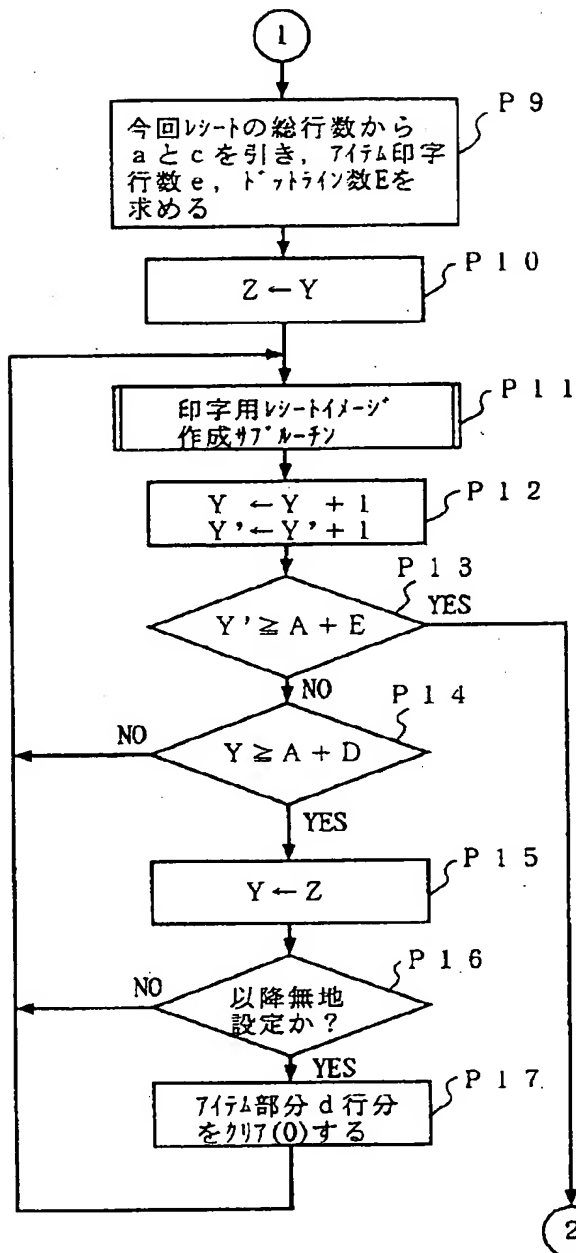 1
P9
今回ﾚｼｰﾄの総行数から
aとcを引き，ｱｲﾃﾑ印字
行数e，ﾄﾞｯﾄﾗｲﾝ数Eを
求める
P10
Z←Y
P11
印字用ﾚｼｰﾄｲﾒｰｼﾞ
作成ｻﾌﾞﾙｰﾁﾝ
P12
Y ← Y + 1
Y'← Y'+ 1
P13
YES
Y'≧A+E
NO
P14
NO
Y≧A+D
YES
P15
Y←Z
P16
NO
以降無地
設定か？
YES
P17
ｱｲﾃﾑ部分d行分
をｸﾘｱ(0)する
2